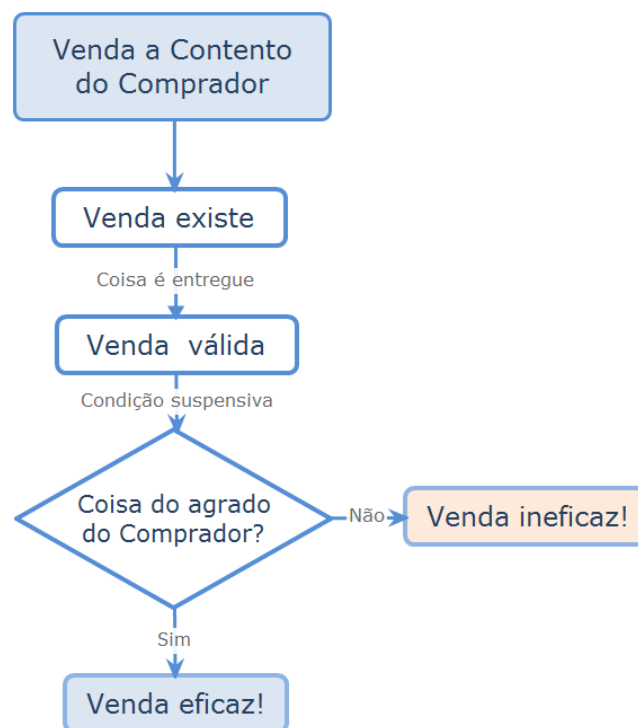 Venda a Contento
do Comprador
Venda existe
Coisa é entregue
Venda válida
Condição suspensiva
Coisa do agrado
do Comprador?
Não
Venda ineficaz!
Sim
Venda eficaz!